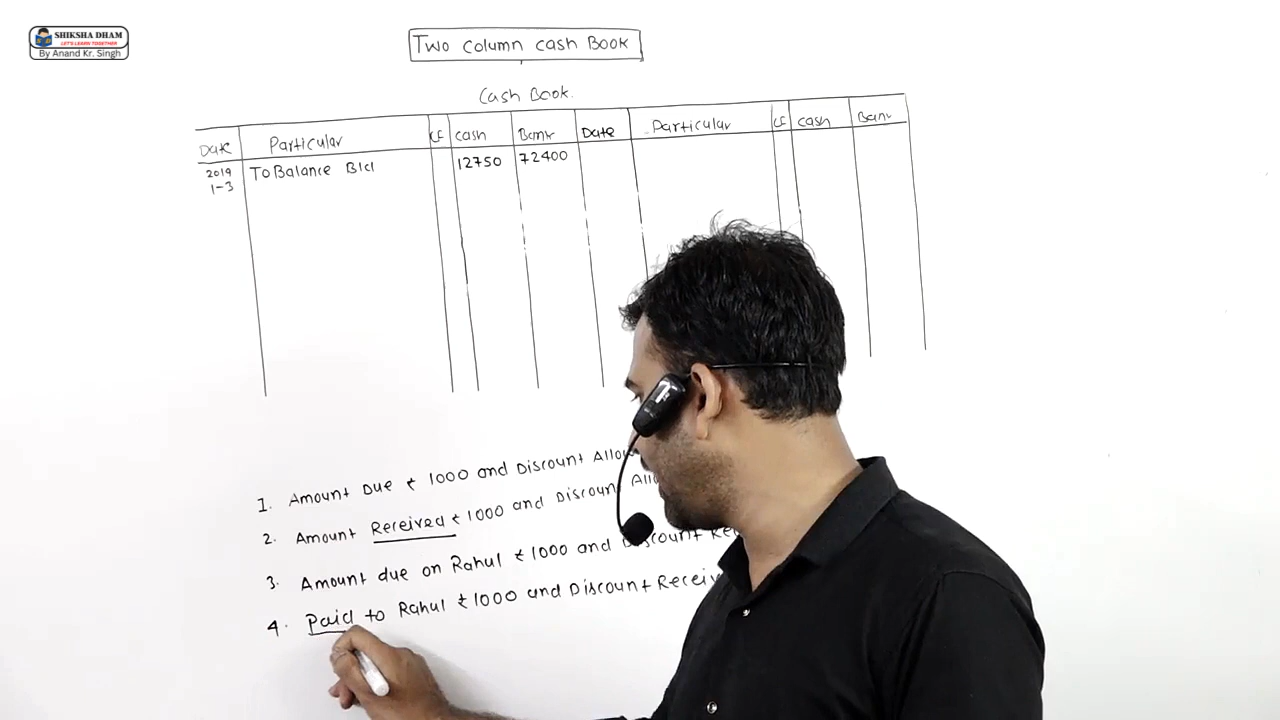 SHIKSHA DHAM
LET'S LEARN TOGETHER
By Anand Kr. Singh
Two column cash Book
Cash Book.
Date Particular LF cash Bank Date Particular LF cash Bank
2019 To Balance B/d 12750 72400
1-3
1. Amount Due ₹ 1000 and Discount
2. Amount Received ₹ 1000 and Discount
3. Amount due on Rahul ₹ 1000 and Discount
4. Paid to Rahul ₹ 1000 and Discount